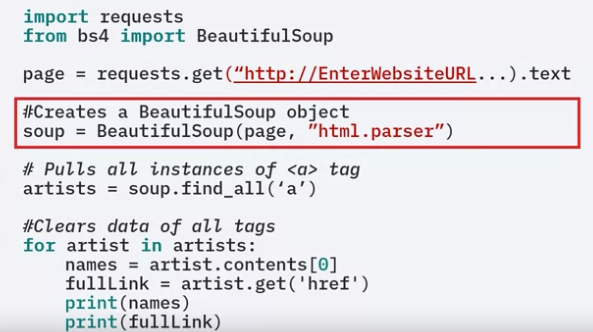 import requests
from bs4 import BeautifulSoup
page = requests.get(“http://EnterWebsiteURL...).text
#Creates a BeautifulSoup object
soup = BeautifulSoup(page, ”html.parser”)
# Pulls all instances of <a> tag
artists = soup.find_all(‘a’)
#Clears data of all tags
for artist in artists:
    names = artist.contents[0]
    fullLink = artist.get('href')
    print(names)
    print(fullLink)